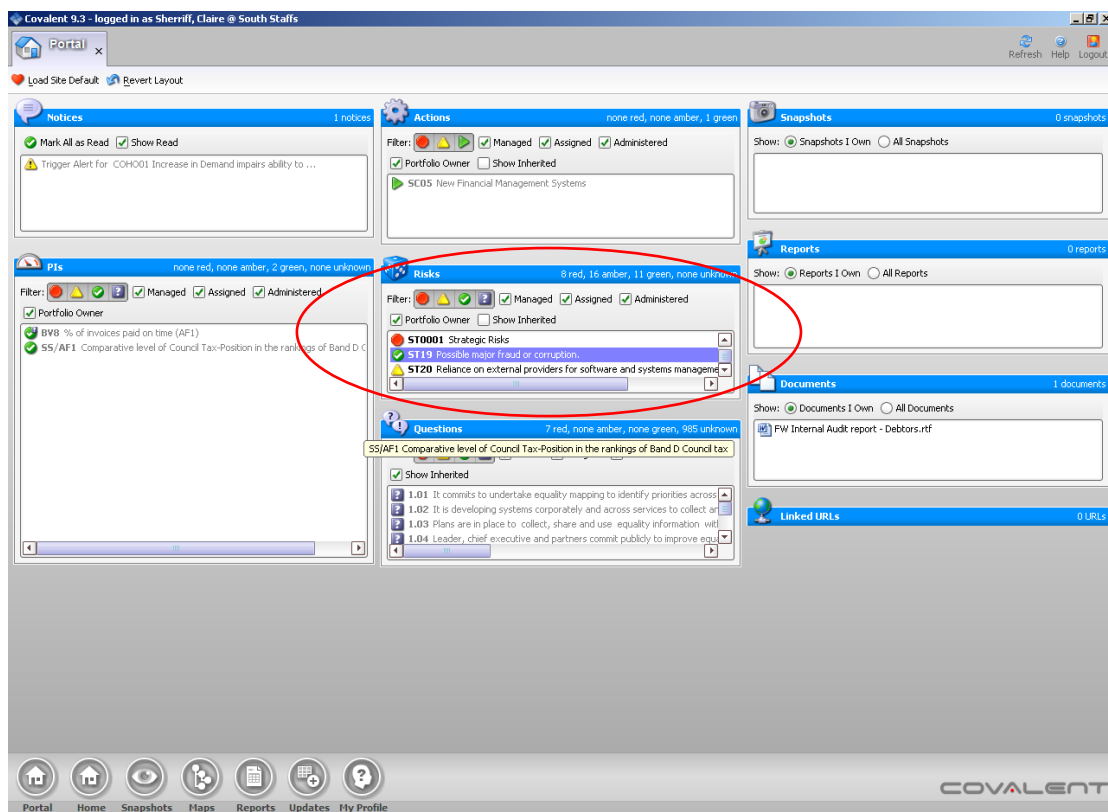 Covalent 9.3 - logged in as Sherriff, Claire @ South Staffs
Portal
Refresh Help Logout
Load Site Default Revert Layout
Notices 1 notices
Mark All as Read Show Read
Trigger Alert for COHO01 Increase in Demand impairs ability to ...
PIs none red, none amber, 2 green, none unknown
Filter: Managed Assigned Administered
Portfolio Owner
BV8 % of invoices paid on time (AF1)
SS/AF1 Comparative level of Council Tax-Position in the rankings of Band D C
Actions none red, none amber, 1 green
Filter: Managed Assigned Administered
Portfolio Owner Show Inherited
SC05 New Financial Management Systems
Risks 8 red, 16 amber, 11 green, none unknown
Filter: Managed Assigned Administered
Portfolio Owner Show Inherited
ST0001 Strategic Risks
ST19 Possible major fraud or corruption.
ST20 Reliance on external providers for software and systems manageme
Questions 7 red, none amber, none green, 985 unknown
SS/AF1 Comparative level of Council Tax-Position in the rankings of Band D Council tax
Show Inherited
1.01 It commits to undertake equality mapping to identify priorities across
1.02 It is developing systems corporately and across services to collect an
1.03 Plans are in place to collect, share and use equality information wit
1.04 Leader, chief executive and partners commit publicly to improve equa
Snapshots 0 snapshots
Show: Snapshots I Own All Snapshots
Reports 0 reports
Show: Reports I Own All Reports
Documents 1 documents
Show: Documents I Own All Documents
FW Internal Audit report - Debtors.rtf
Linked URLs 0 URLs
Portal Home Snapshots Maps Reports Updates My Profile
COVALENT